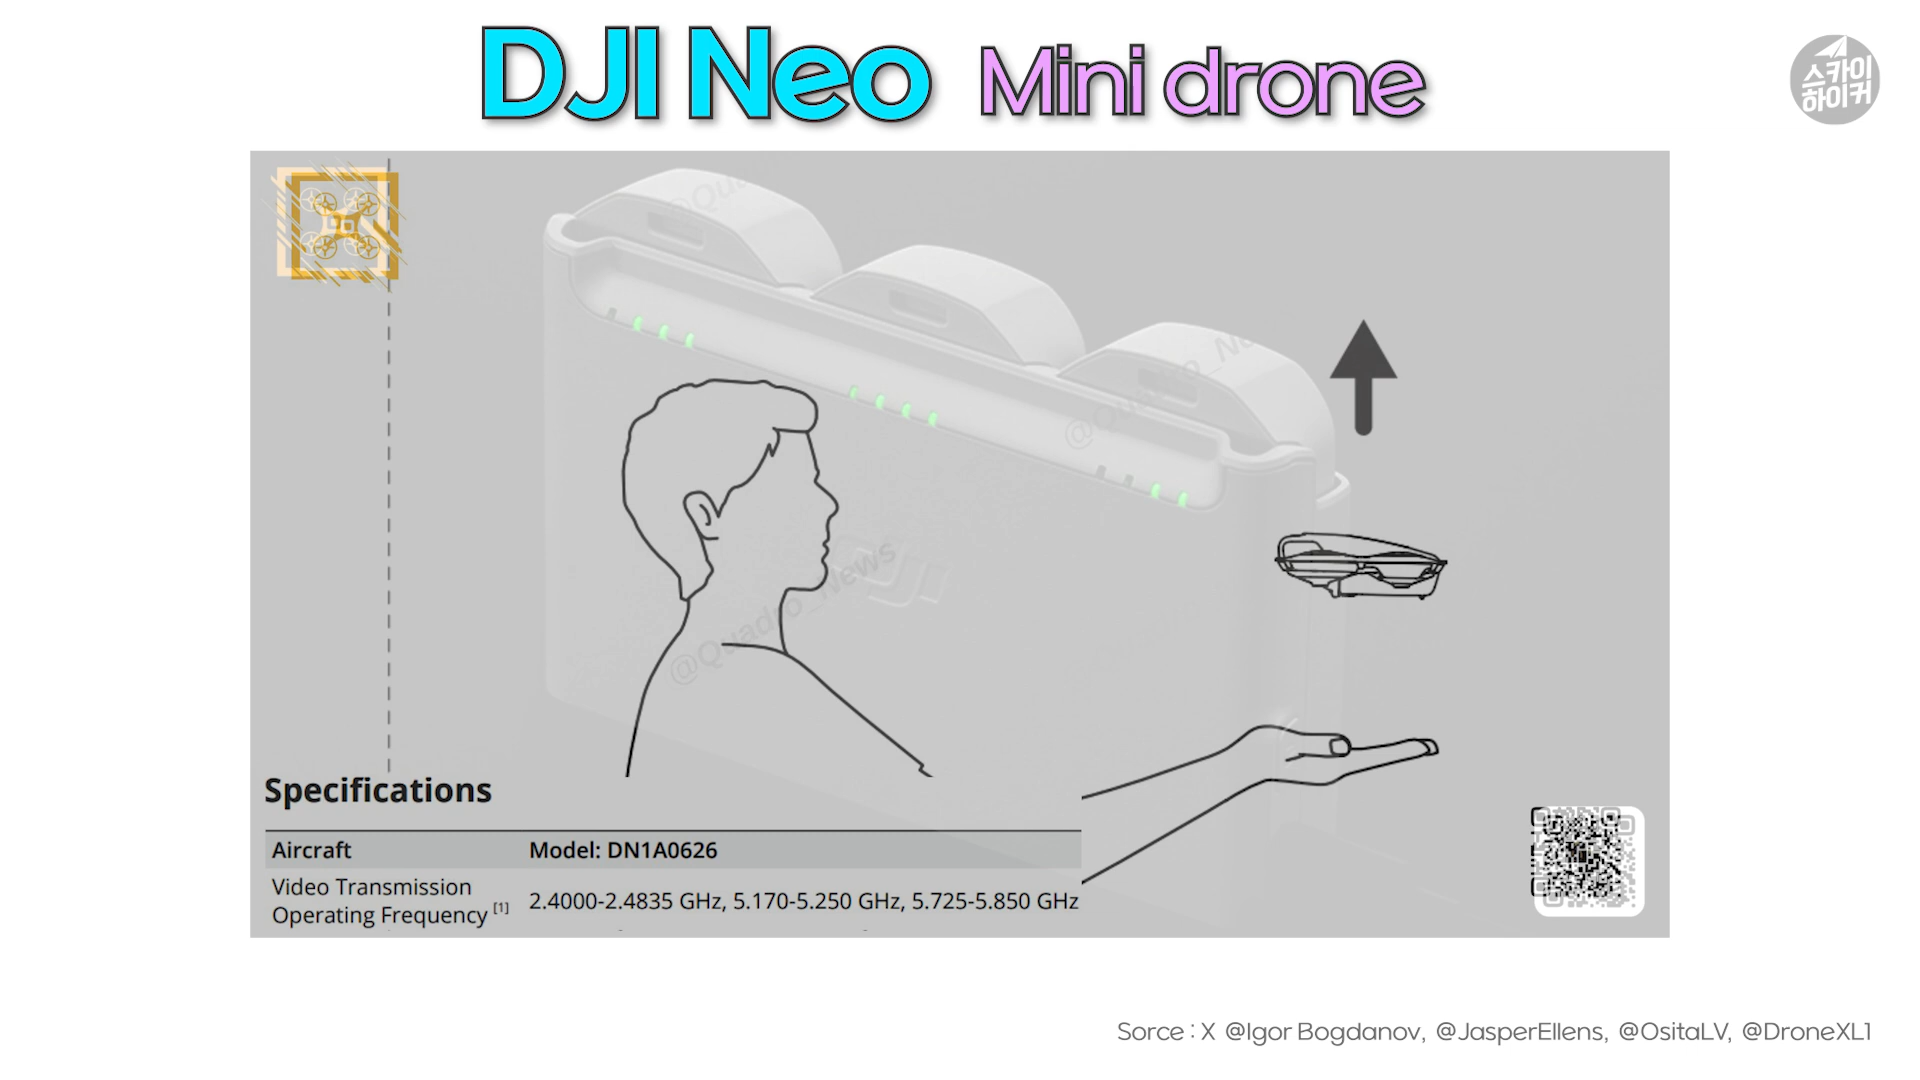 DJI Neo Mini drone
스카이
하이커
@Quadro_News
@Quadro_News
Specifications
Aircraft Model: DN1A0626
Video Transmission
Operating Frequency [1] 2.4000-2.4835 GHz, 5.170-5.250 GHz, 5.725-5.850 GHz
Sorce : X @Igor Bogdanov, @JasperEllens, @OsitaLV, @DroneXL1